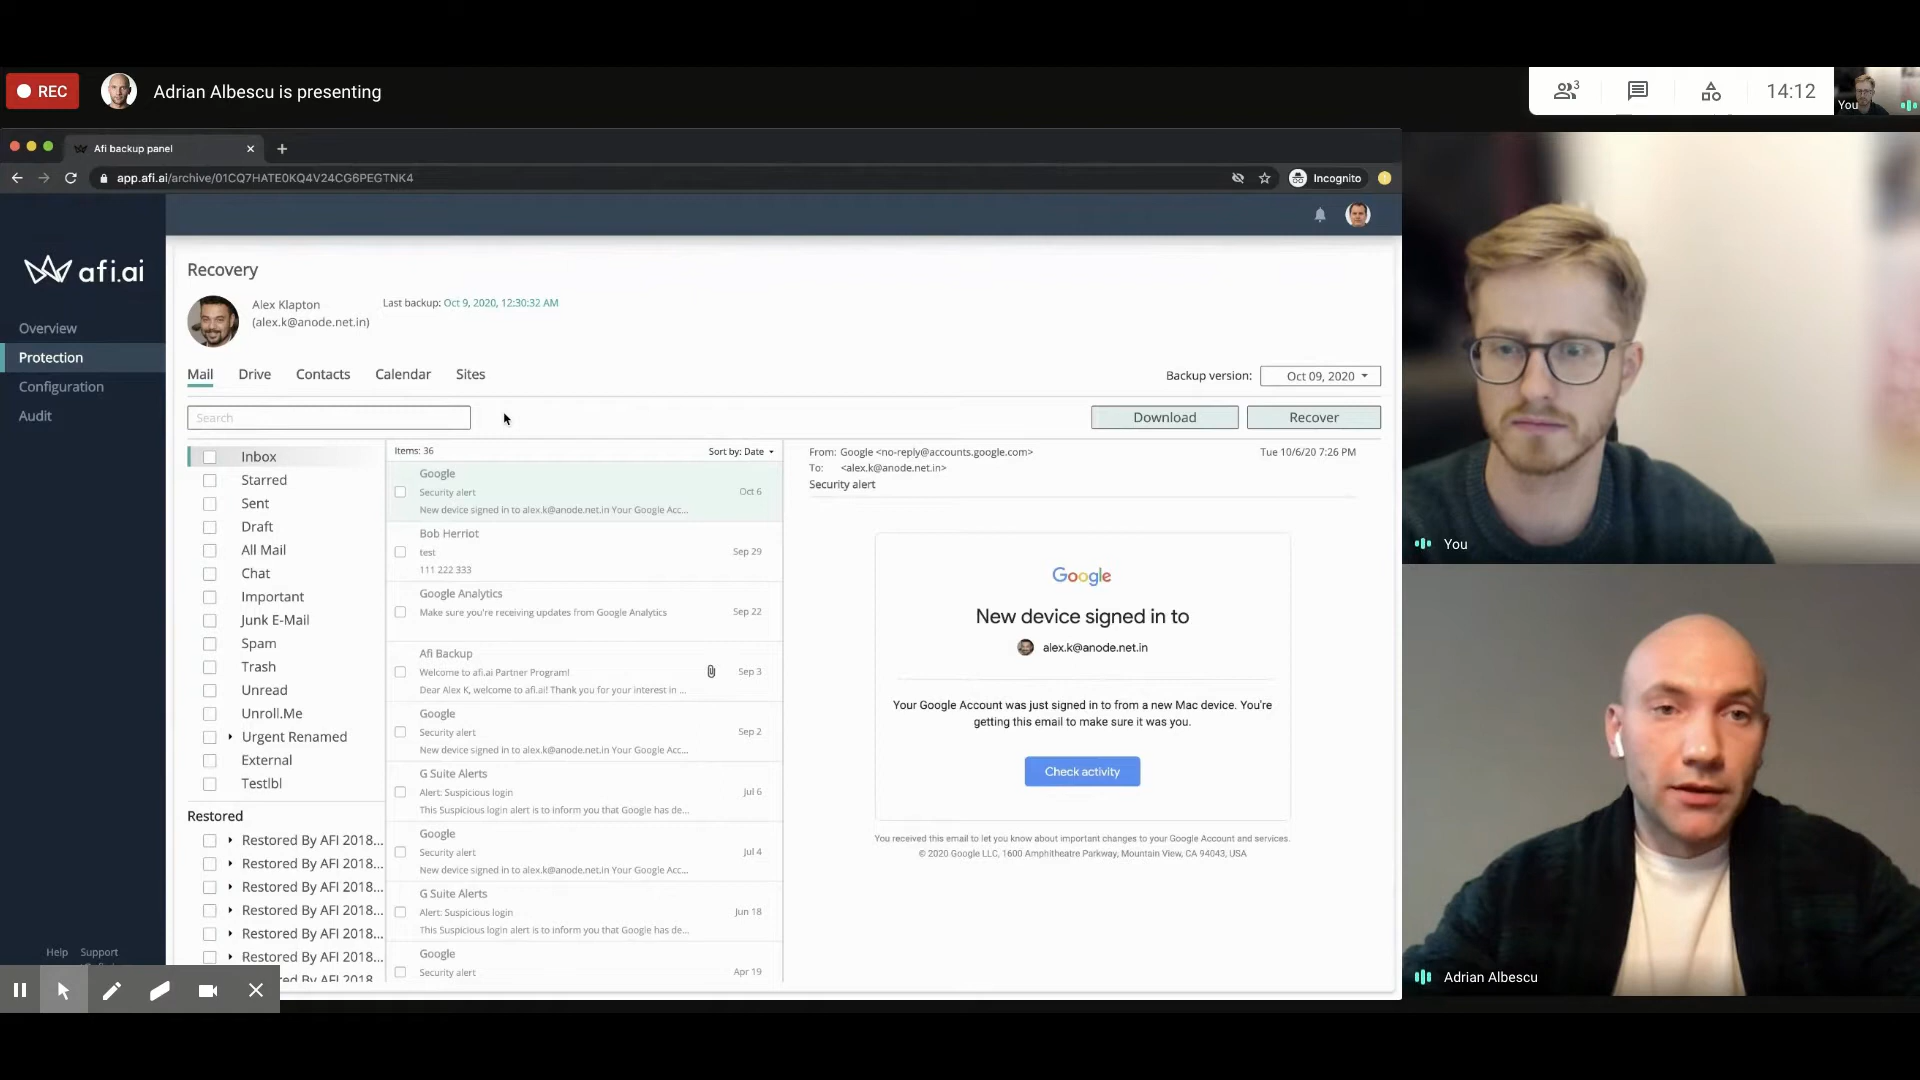 REC
Adrian Albescu is presenting
3
14:12
You
Afi backup panel
app.afi.ai/archive/01CQ7HATE0KQ4V24CG6PEGTNK4
Incognito
afi.ai
Overview
Protection
Configuration
Audit
Help Support
Recovery
Alex Klapton
(alex.k@anode.net.in)
Last backup: Oct 9, 2020, 12:30:32 AM
Mail Drive Contacts Calendar Sites
Backup version: Oct 09, 2020
Search
Download
Recover
Inbox
Starred
Sent
Draft
All Mail
Chat
Important
Junk E-Mail
Spam
Trash
Unread
Unroll.Me
Urgent Renamed
External
Testlbl
Restored
Restored By AFI 2018...
Restored By AFI 2018...
Restored By AFI 2018...
Restored By AFI 2018...
Restored By AFI 2018...
Restored By AFI 2018...
Items: 36 Sort by: Date
Google
Security alert Oct 6
New device signed in to alex.k@anode.net.in Your Google Acc...
Bob Herriot
test Sep 29
111 222 333
Google Analytics
Make sure you're receiving updates from Google Analytics Sep 22
Afi Backup
Welcome to afi.ai Partner Program! Sep 3
Dear Alex K, welcome to afi.ai! Thank you for your interest in ...
Google
Security alert Sep 2
New device signed in to alex.k@anode.net.in Your Google Acc...
G Suite Alerts
Alert: Suspicious login Jul 6
This Suspicious login alert is to inform you that Google has de...
Google
Security alert Jul 4
New device signed in to alex.k@anode.net.in Your Google Acc...
G Suite Alerts
Alert: Suspicious login Jun 18
This Suspicious login alert is to inform you that Google has de...
Google
Security alert Apr 19
From: Google <no-reply@accounts.google.com> Tue 10/6/20 7:26 PM
To: <alex.k@anode.net.in>
Security alert
Google
New device signed in to
alex.k@anode.net.in
Your Google Account was just signed in to from a new Mac device. You're
getting this email to make sure it was you.
Check activity
You received this email to let you know about important changes to your Google Account and services.
© 2020 Google LLC, 1600 Amphitheatre Parkway, Mountain View, CA 94043, USA
You
Adrian Albescu